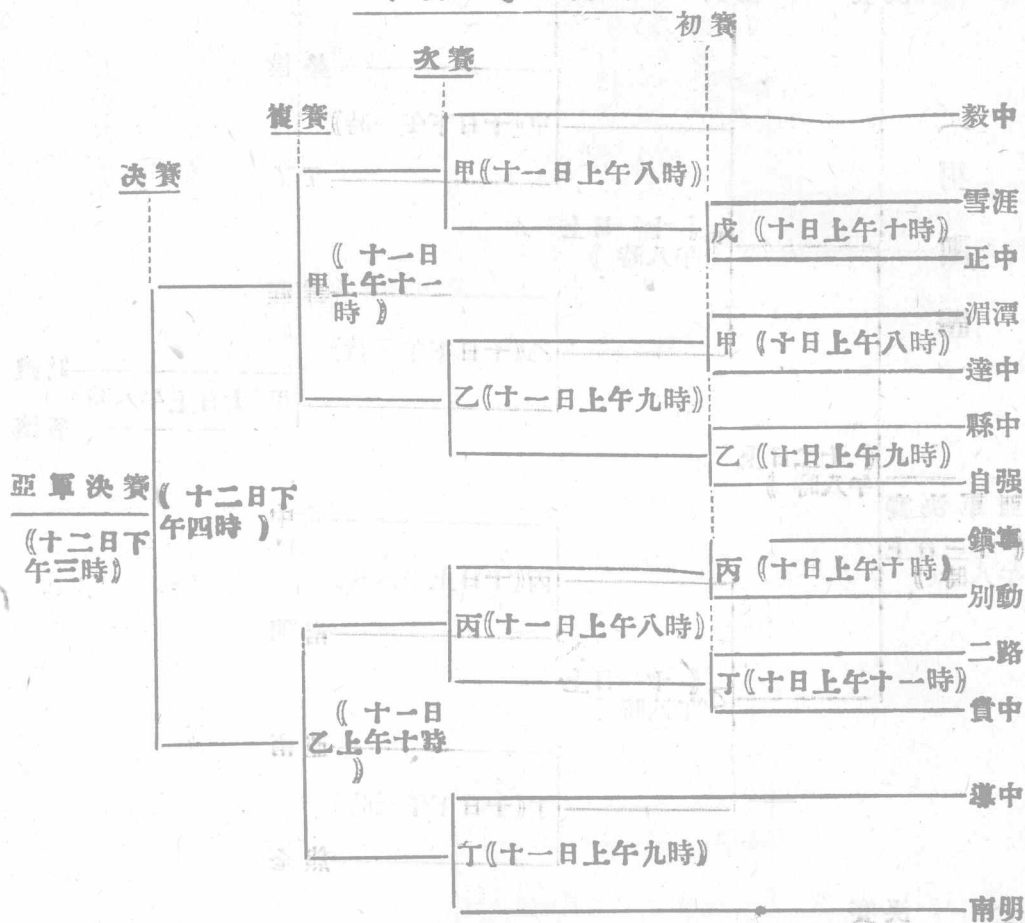 初賽
次賽
複賽
決賽
毅中
甲《十一日上午八時》
雪涯
戊《十日上午十時》
正中
《十一日
甲上午十一
時》
湄潭
甲《十日上午八時》
達中
乙《十一日上午九時》
縣中
乙《十日上午九時》
自强
亞軍決賽
《十二日下
午三時》
《十二日下
午四時》
鎮軍
丙《十日上午十時》
別動
丙《十一日上午八時》
二路
丁《十日上午十一時》
貴中
《十一日
乙上午十時
》
導中
丁《十一日上午九時》
南明